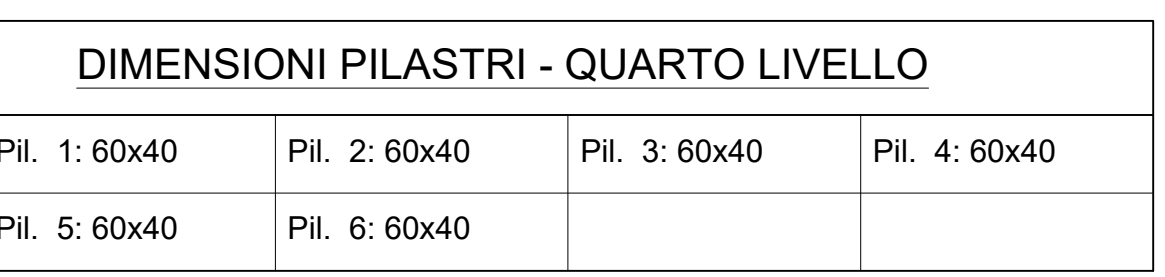 DIMENSIONI PILASTRI - QUARTO LIVELLO
Pil. 1: 60x40 Pil. 2: 60x40 Pil. 3: 60x40 Pil. 4: 60x40
Pil. 5: 60x40 Pil. 6: 60x40